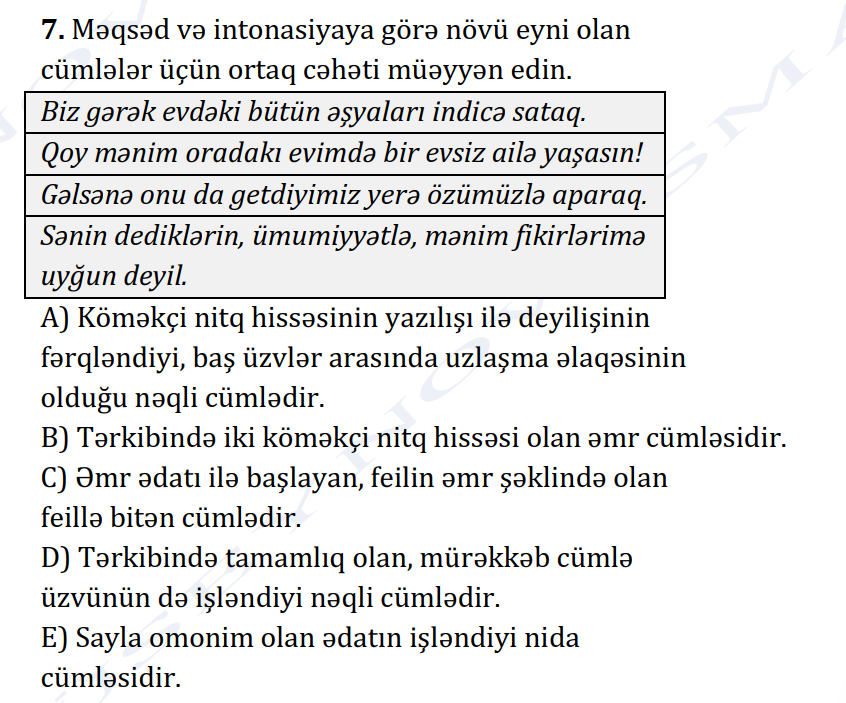 7. Məqsəd və intonasiyaya görə növü eyni olan
cümlələr üçün ortaq cəhəti müəyyən edin.
Biz gərək evdəki bütün əşyaları indicə sataq.
Qoy mənim oradakı evimdə bir evsiz ailə yaşasın!
Gəlsənə onu da getdiyimiz yerə özümüzlə aparaq.
Sənin dediklərin, ümumiyyətlə, mənim fikirlərimə
uyğun deyil.
A) Köməkçi nitq hissəsinin yazılışı ilə deyilişinin
fərqləndiyi, baş üzvlər arasında uzlaşma əlaqəsinin
olduğu nəqli cümlədir.
B) Tərkibində iki köməkçi nitq hissəsi olan əmr cümləsidir.
C) Əmr ədatı ilə başlayan, feilin əmr şəklində olan
feillə bitən cümlədir.
D) Tərkibində tamamlıq olan, mürəkkəb cümlə
üzvünün də işləndiyi nəqli cümlədir.
E) Sayla omonim olan ədatın işləndiyi nida
cümləsidir.